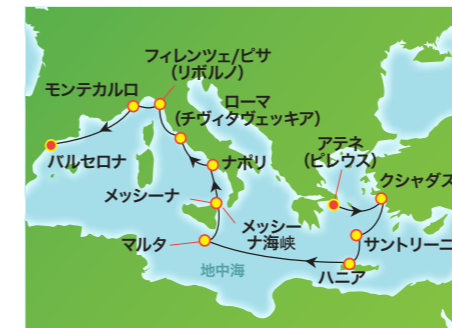 フィレンツェ/ピサ
(リボルノ)
モンテカルロ
ローマ
(チヴィタヴェッキア)
アテネ
(ピレウス)
バルセロナ
ナポリ
クシャダス
メッシーナ
メッシー
ナ海峡
マルタ
サントリーニ
地中海
ハニア